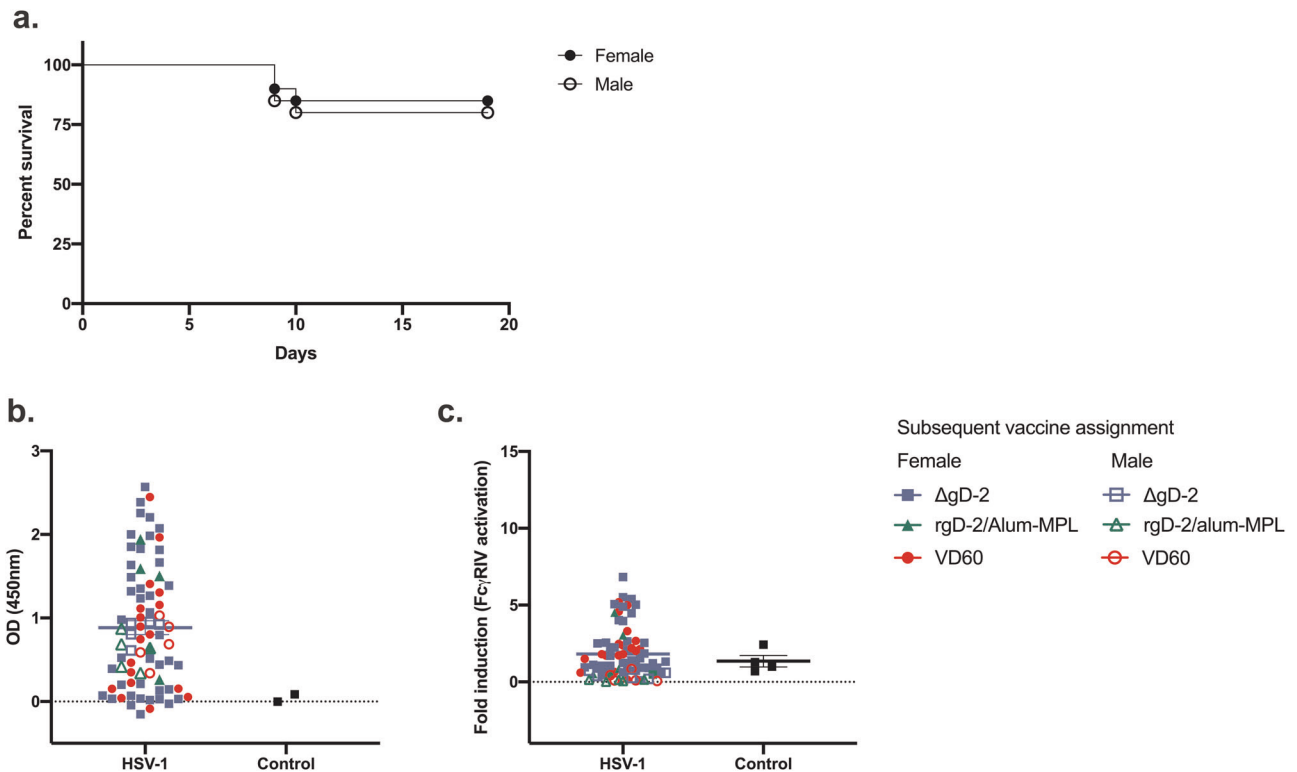 a.
Percent survival
100
75
50
25
0
0 5 10 15 20
Days
Female
Male
b.
OD (450nm)
3
2
1
0
HSV-1 Control
c.
Fold induction (FcγRIV activation)
15
10
5
0
HSV-1 Control
Subsequent vaccine assignment
Female Male
ΔgD-2 ΔgD-2
rgD-2/Alum-MPL rgD-2/alum-MPL
VD60 VD60